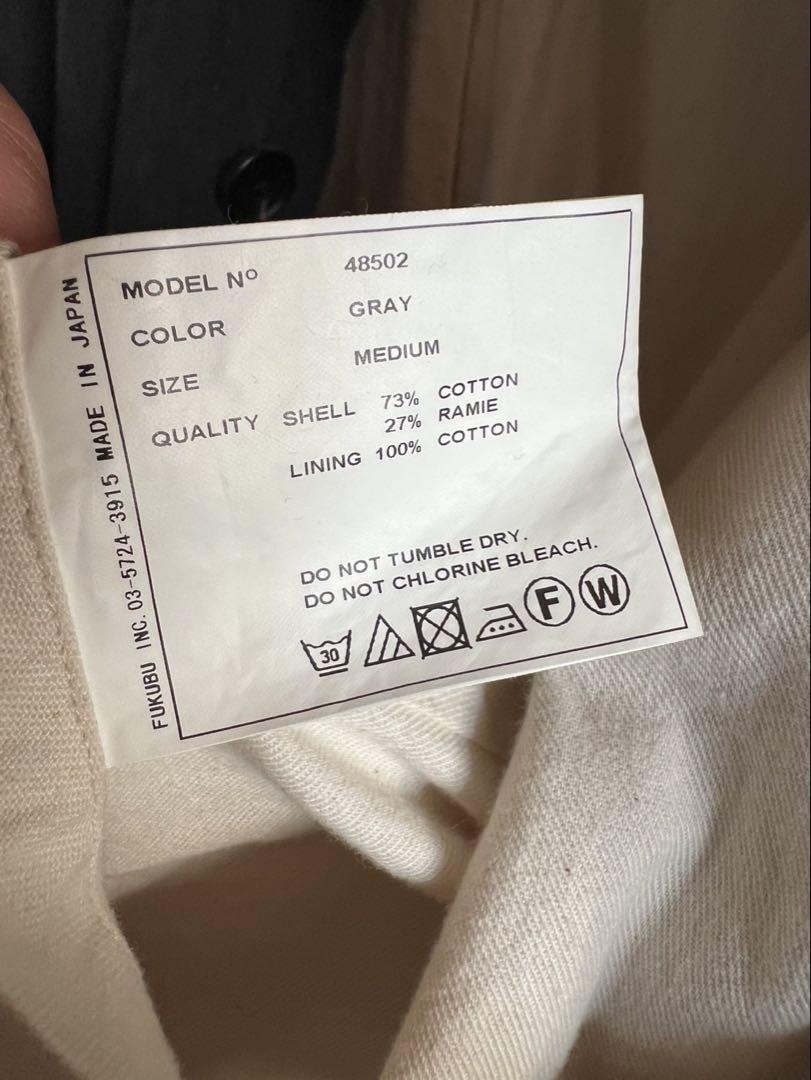 MODEL Nº 48502
COLOR GRAY
SIZE MEDIUM
QUALITY SHELL 73% COTTON
27% RAMIE
LINING 100% COTTON
DO NOT TUMBLE DRY.
DO NOT CHLORINE BLEACH.
30 F W
FUKUBU INC. 03-5724-3915 MADE IN JAPAN